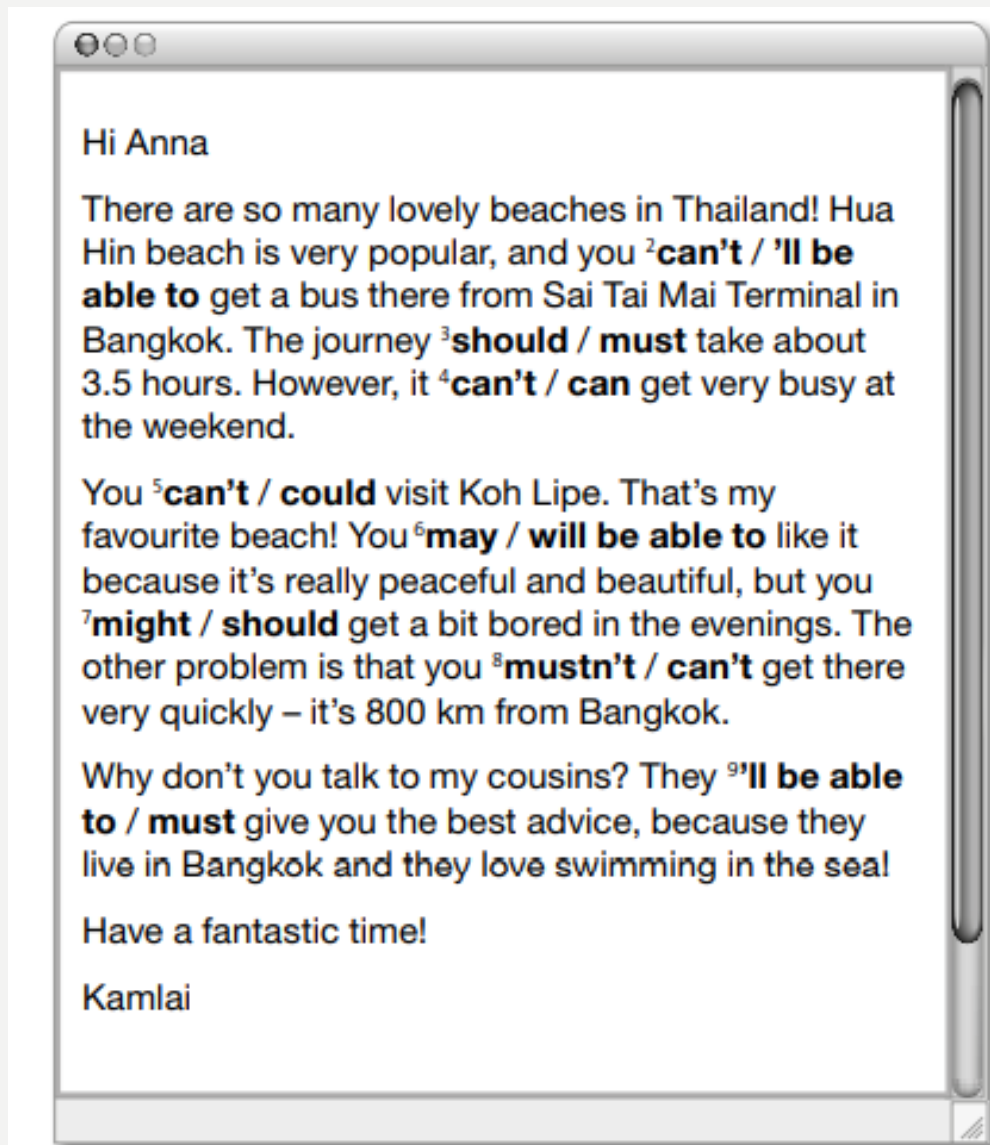 Hi Anna
There are so many lovely beaches in Thailand! Hua
Hin beach is very popular, and you ²can't / 'll be
able to get a bus there from Sai Tai Mai Terminal in
Bangkok. The journey ³should / must take about
3.5 hours. However, it ⁴can't / can get very busy at
the weekend.
You ⁵can't / could visit Koh Lipe. That's my
favourite beach! You ⁶may / will be able to like it
because it's really peaceful and beautiful, but you
⁷might / should get a bit bored in the evenings. The
other problem is that you ⁸mustn't / can't get there
very quickly – it's 800 km from Bangkok.
Why don't you talk to my cousins? They ⁹'ll be able
to / must give you the best advice, because they
live in Bangkok and they love swimming in the sea!
Have a fantastic time!
Kamlai